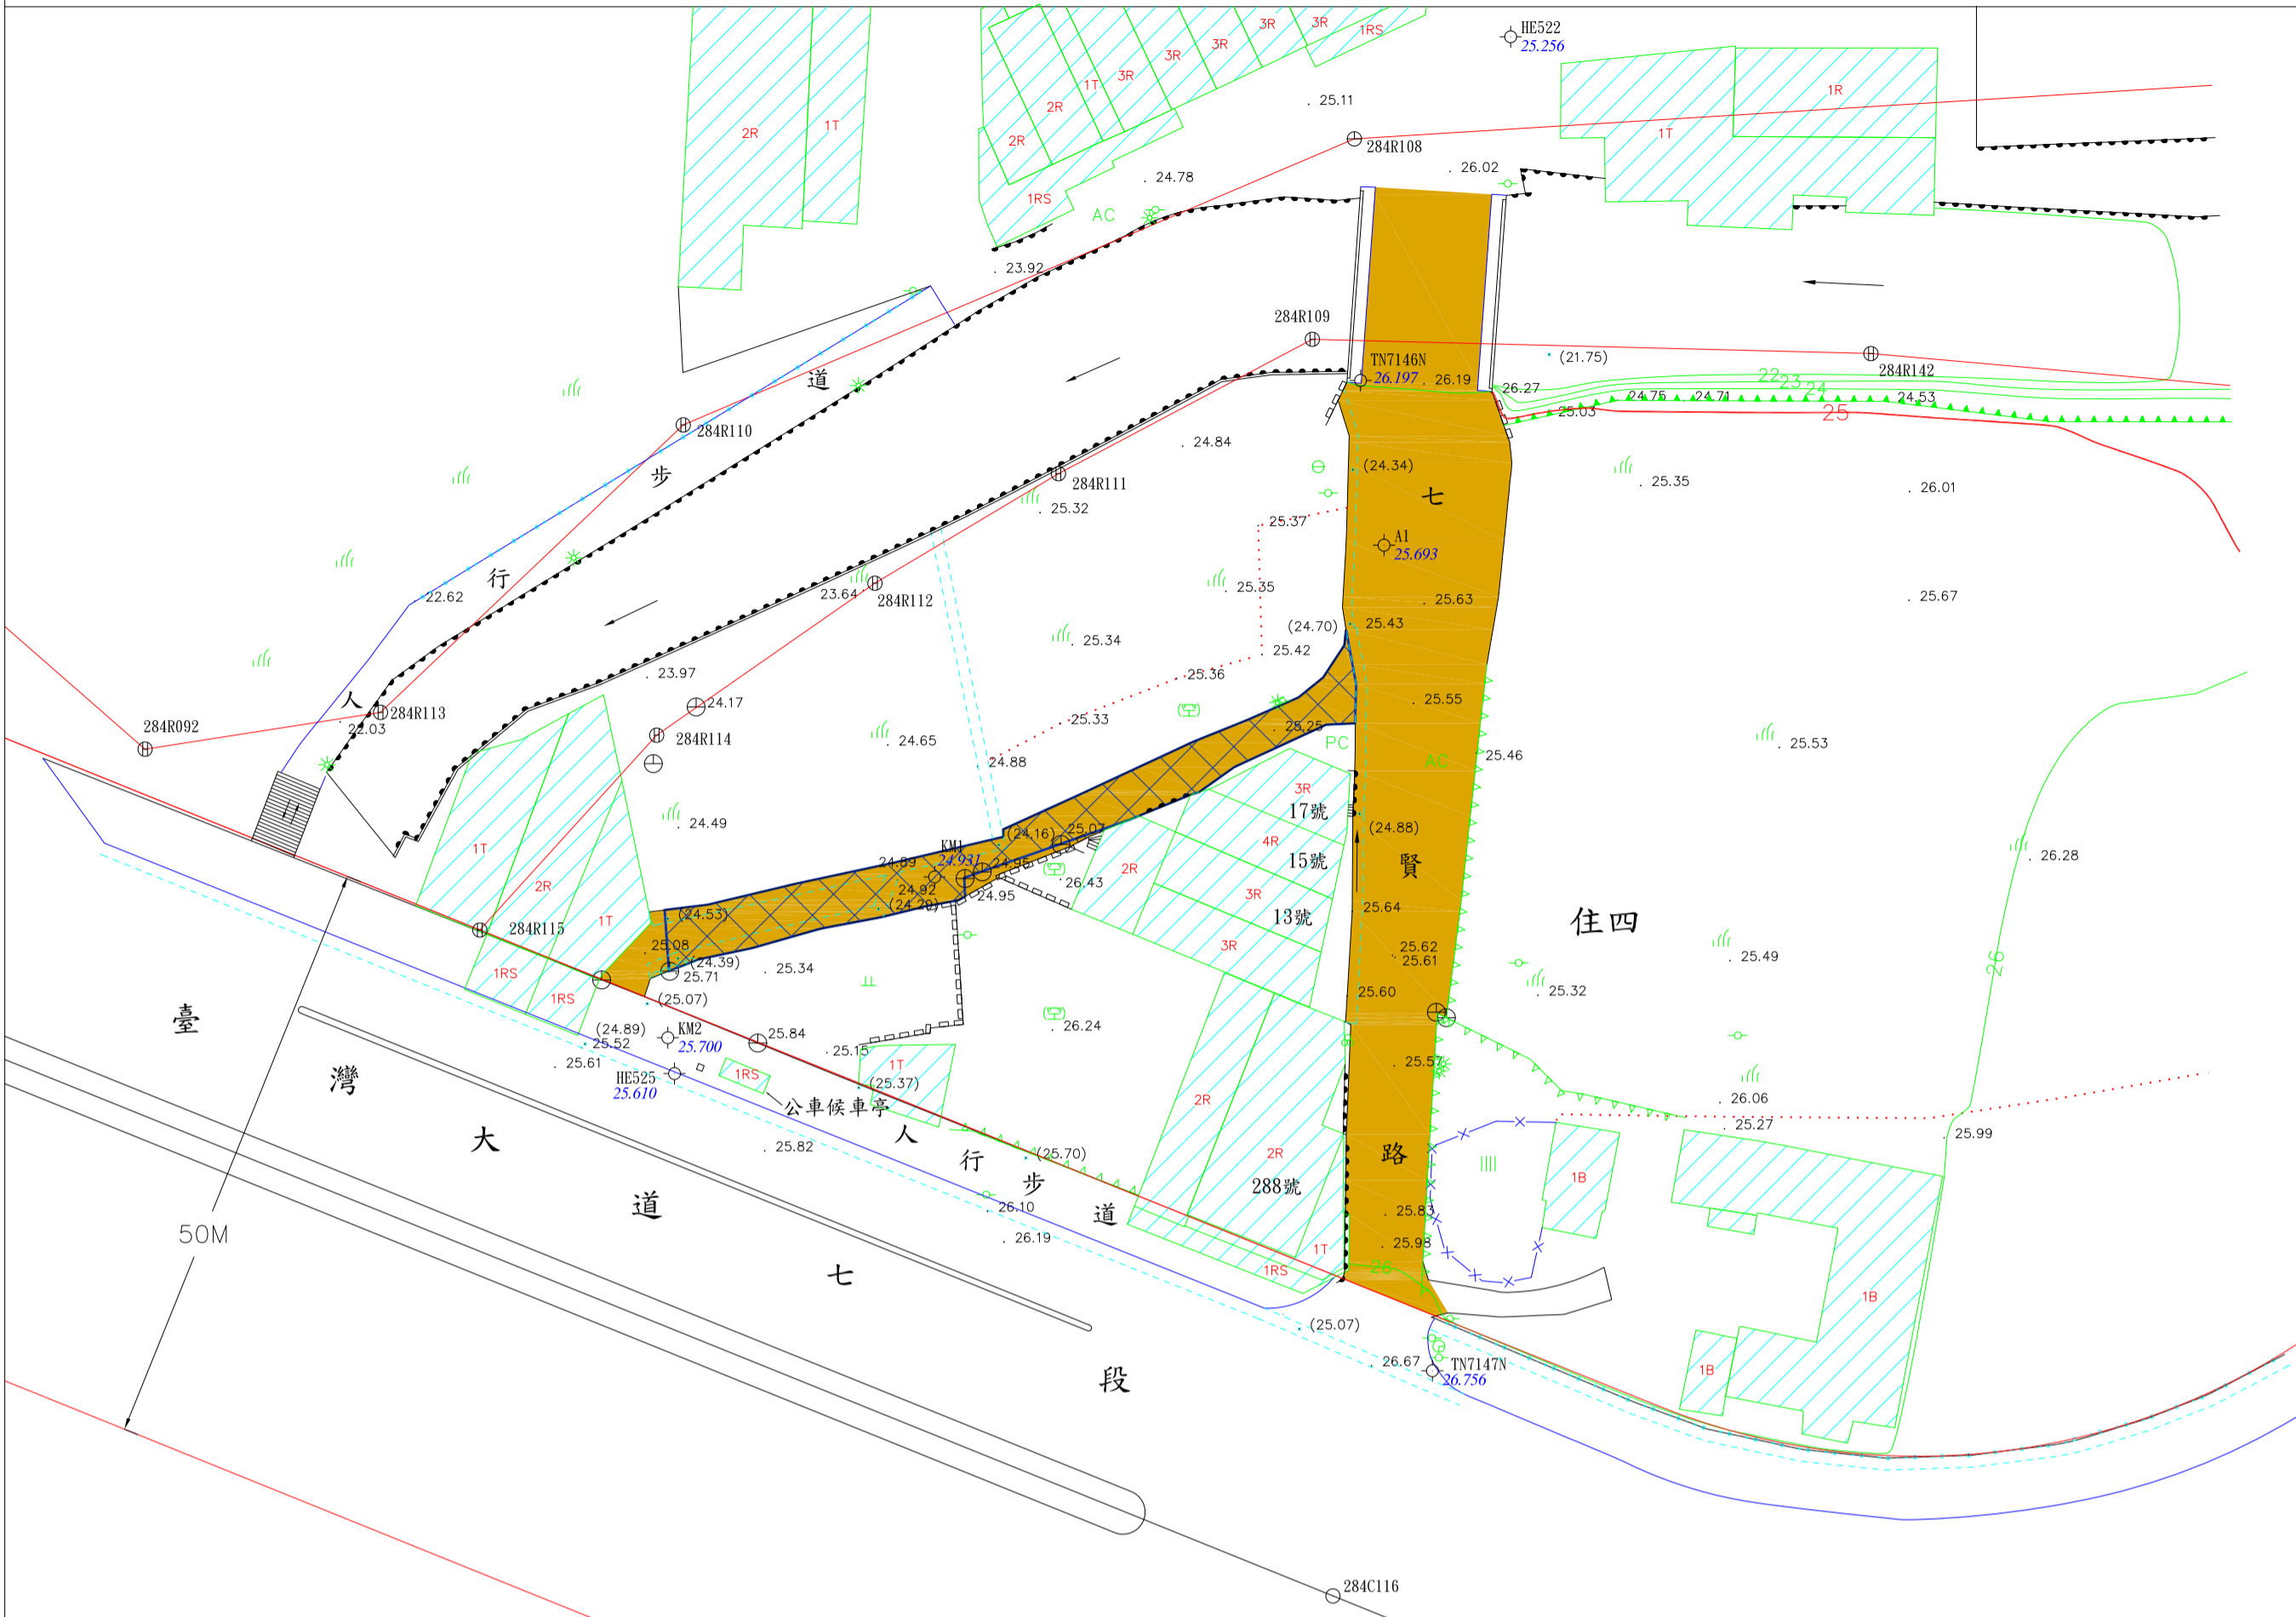 HE522
25.256
3R
3R
3R
1RS
3R
3R
1T
2R
2R
1RS
2R
1T
1R
1T
25.11
284R108
26.02
24.78
AC
23.92
284R109
TN7146N
26.197
26.19
26.27
(21.75)
284R142
22
23
24
24.75
24.71
24.53
25.03
25
道
284R110
步
24.84
(24.34)
284R111
七
25.35
26.01
25.32
25.37
A1
25.693
行
22.62
23.64
284R112
25.35
25.63
25.67
(24.70)
25.43
25.34
25.42
23.97
25.36
人
284R113
22.03
284R092
24.17
25.55
284R114
25.33
25.25
PC
24.65
24.88
AC
25.46
25.53
3R
17號
24.49
(24.16)
25.07
(24.88)
4R
15號
賢
26.28
1T
2R
1T
KM1
24.931
24.89
24.95
24.92
(24.29)
24.95
26.43
2R
3R
13號
3R
25.64
住四
284R115
(24.53)
25.08
(24.39)
25.71
25.34
25.62
25.61
25.49
26
1RS
1RS
(25.07)
25.60
25.32
臺
(24.89)
25.52
25.61
KM2
25.700
25.84
26.24
25.15
1T
25.57
灣
HE525
25.610
1RS
(25.37)
公車候車亭
2R
26.06
25.27
25.99
大
25.82
人
行
步
道
(25.70)
2R
288號
路
1B
道
26.10
26.19
25.83
25.98
50M
七
1T
1RS
26
1B
段
(25.07)
26.67
TN7147N
26.756
1B
284C116